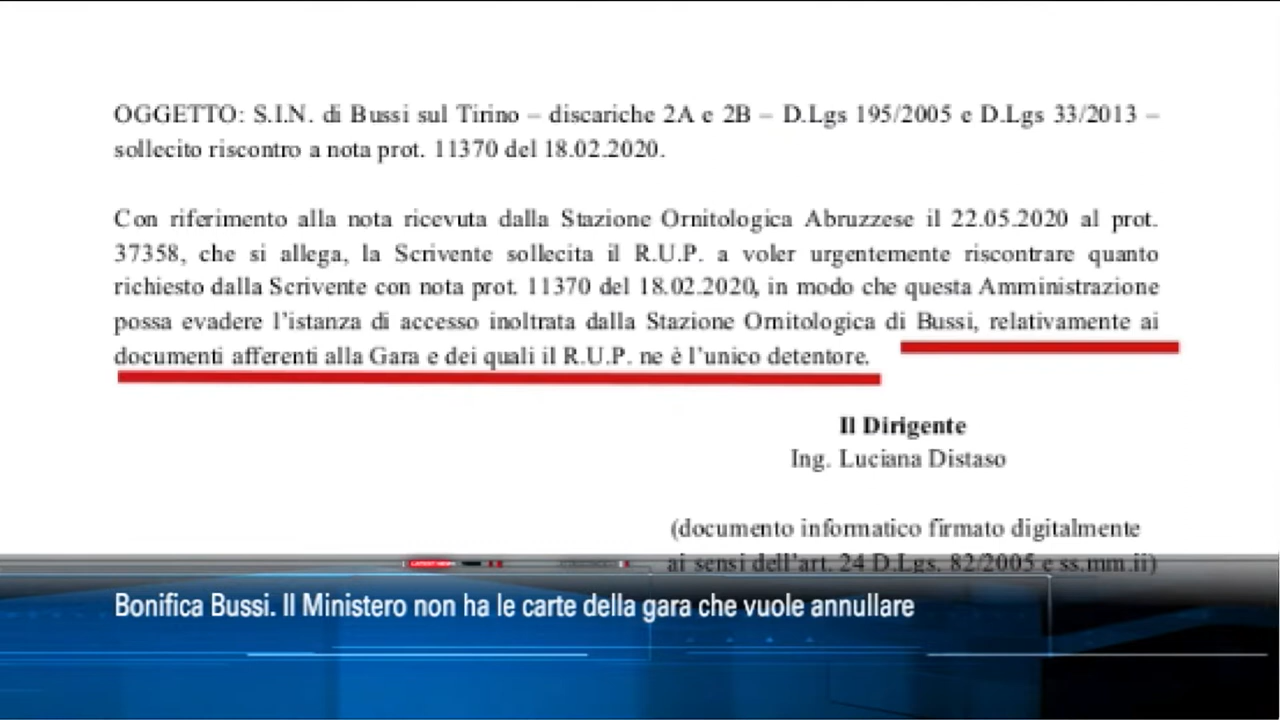 OGGETTO: S.I.N. di Bussi sul Tirino – discariche 2A e 2B – D.Lgs 195/2005 e D.Lgs 33/2013 –
sollecito riscontro a nota prot. 11370 del 18.02.2020.
Con riferimento alla nota ricevuta dalla Stazione Ornitologica Abruzzese il 22.05.2020 al prot.
37358, che si allega, la Scrivente sollecita il R.U.P. a voler urgentemente riscontrare quanto
richiesto dalla Scrivente con nota prot. 11370 del 18.02.2020, in modo che questa Amministrazione
possa evadere l'istanza di accesso inoltrata dalla Stazione Ornitologica di Bussi, relativamente ai
documenti afferenti alla Gara e dei quali il R.U.P. ne è l'unico detentore.
Il Dirigente
Ing. Luciana Distaso
(documento informatico firmato digitalmente
ai sensi dell'art. 24 D.Lgs. 82/2005 e ss.mm.ii)
LATEST NEWS
Bonifica Bussi. Il Ministero non ha le carte della gara che vuole annullare